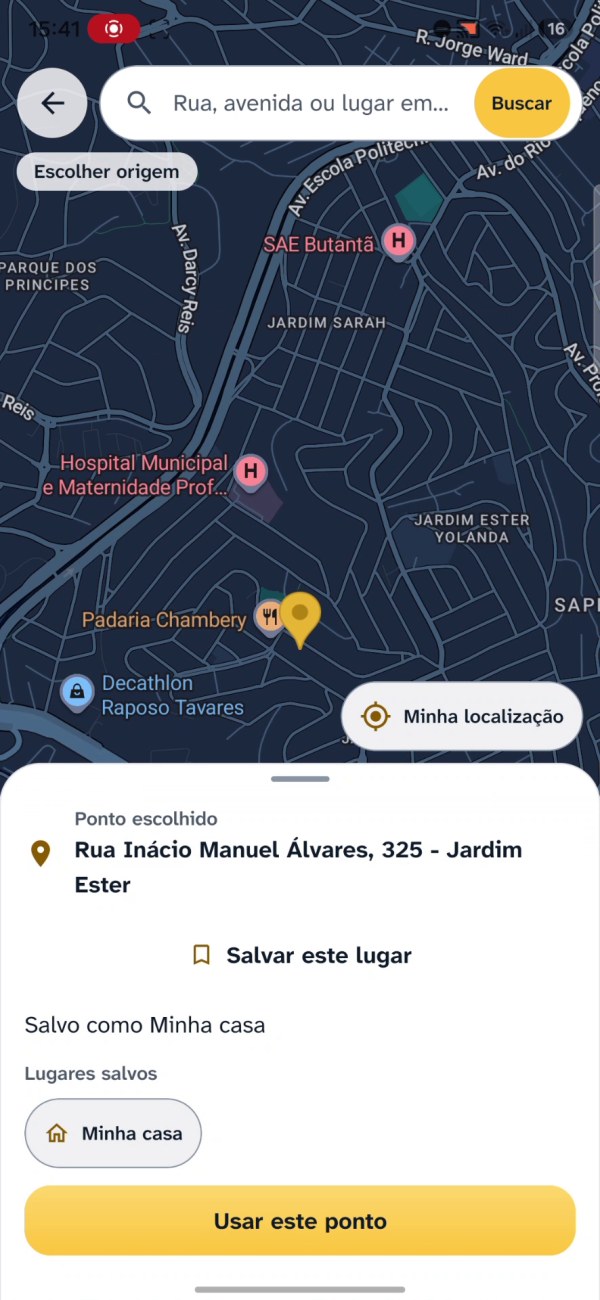 15:41
16
R. Jorge Ward
Rua, avenida ou lugar em...
Buscar
Escolher origem
Av. Escola Politécn
Av. do Rio
SAE Butantã
H
PARQUE DOS
PRINCIPES
Av. Darcy Reis
JARDIM SARAH
Reis
Hospital Municipal
e Maternidade Prof...
H
JARDIM ESTER
YOLANDA
Padaria Chambery
Decathlon
Raposo Tavares
Minha localização
Ponto escolhido
Rua Inácio Manuel Álvares, 325 - Jardim
Ester
Salvar este lugar
Salvo como Minha casa
Lugares salvos
Minha casa
Usar este ponto